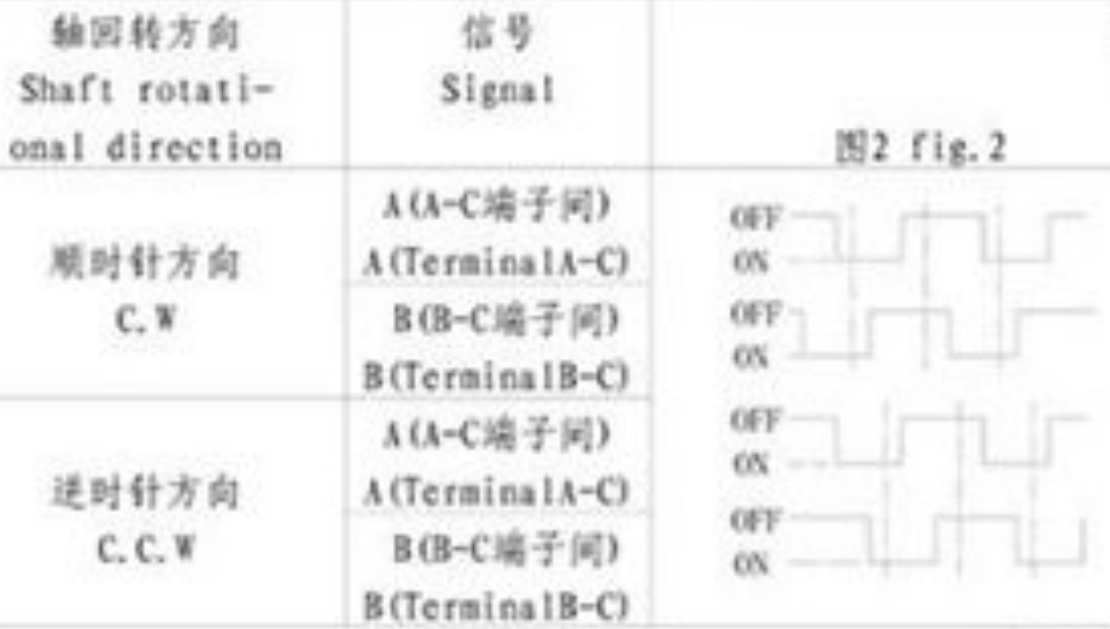 轴回转方向
Shaft rotati-
onal direction
信号
Signal
图2 fig.2
顺时针方向
C.W
A(A-C端子间)
A(TerminalA-C)
B(B-C端子间)
B(TerminalB-C)
OFF
ON
OFF
ON
逆时针方向
C.C.W
A(A-C端子间)
A(TerminalA-C)
B(B-C端子间)
B(TerminalB-C)
OFF
ON
OFF
ON